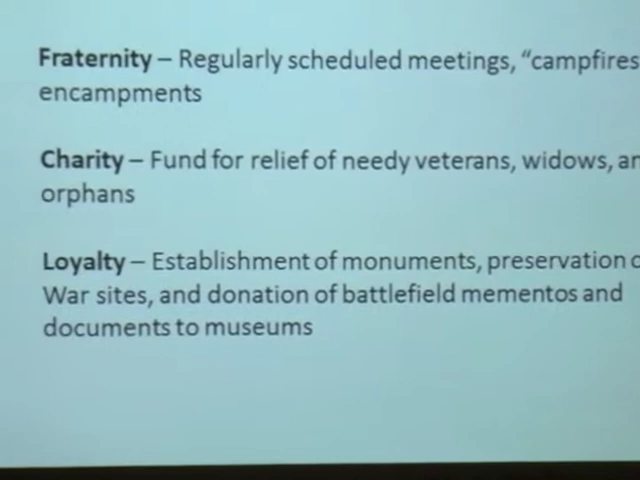 Fraternity – Regularly scheduled meetings, “campfires
encampments
Charity – Fund for relief of needy veterans, widows, an
orphans
Loyalty – Establishment of monuments, preservation o
War sites, and donation of battlefield mementos and
documents to museums